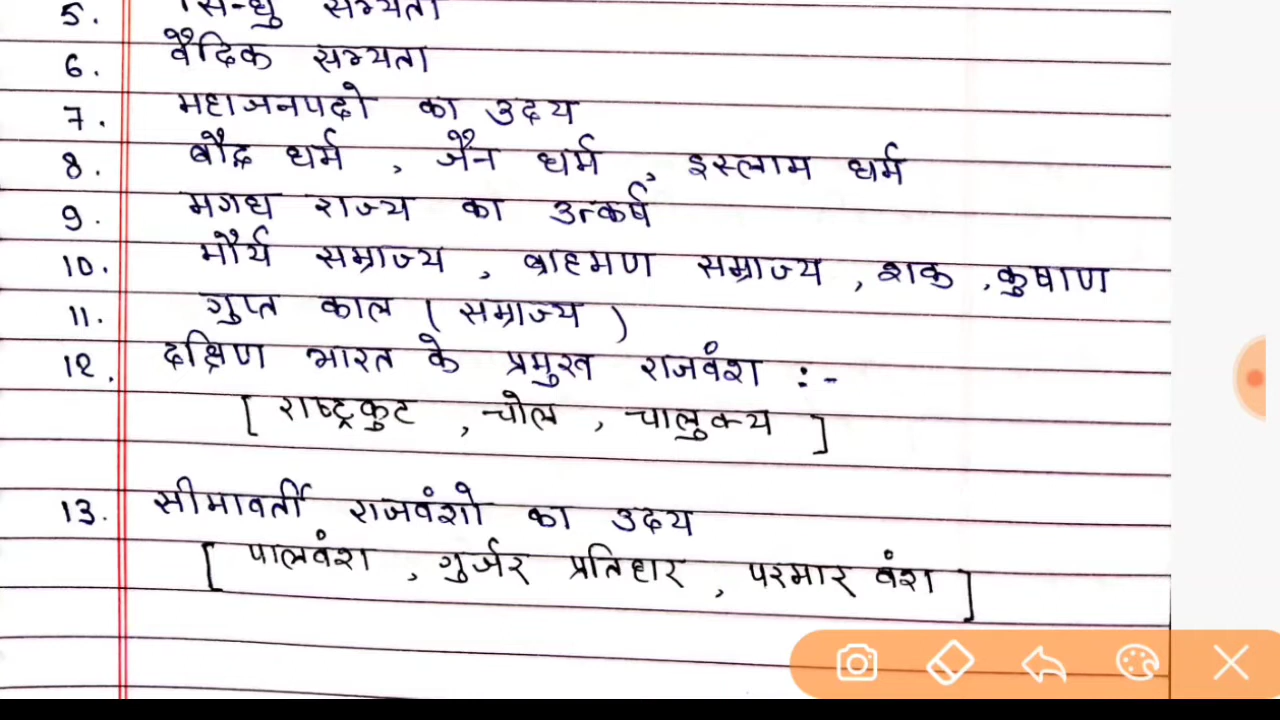 5. सिन्धु सभ्यता
6. वैदिक सभ्यता
7. महाजनपदो का उदय
8. बौद्ध धर्म , जैन धर्म , इस्लाम धर्म
9. मगध राज्य का उत्कर्ष
10. मौर्य सम्राज्य , ब्राहमण सम्राज्य , शक , कुषाण
11. गुप्त काल ( सम्राज्य )
12. दक्षिण भारत के प्रमुख राजवंश :-
[ राष्ट्रकुट , चोल , चालुक्य ]
13. सीमावर्ती राजवंशो का उदय
[ पालवंश , गुर्जर प्रतिहार , परमार वंश ]